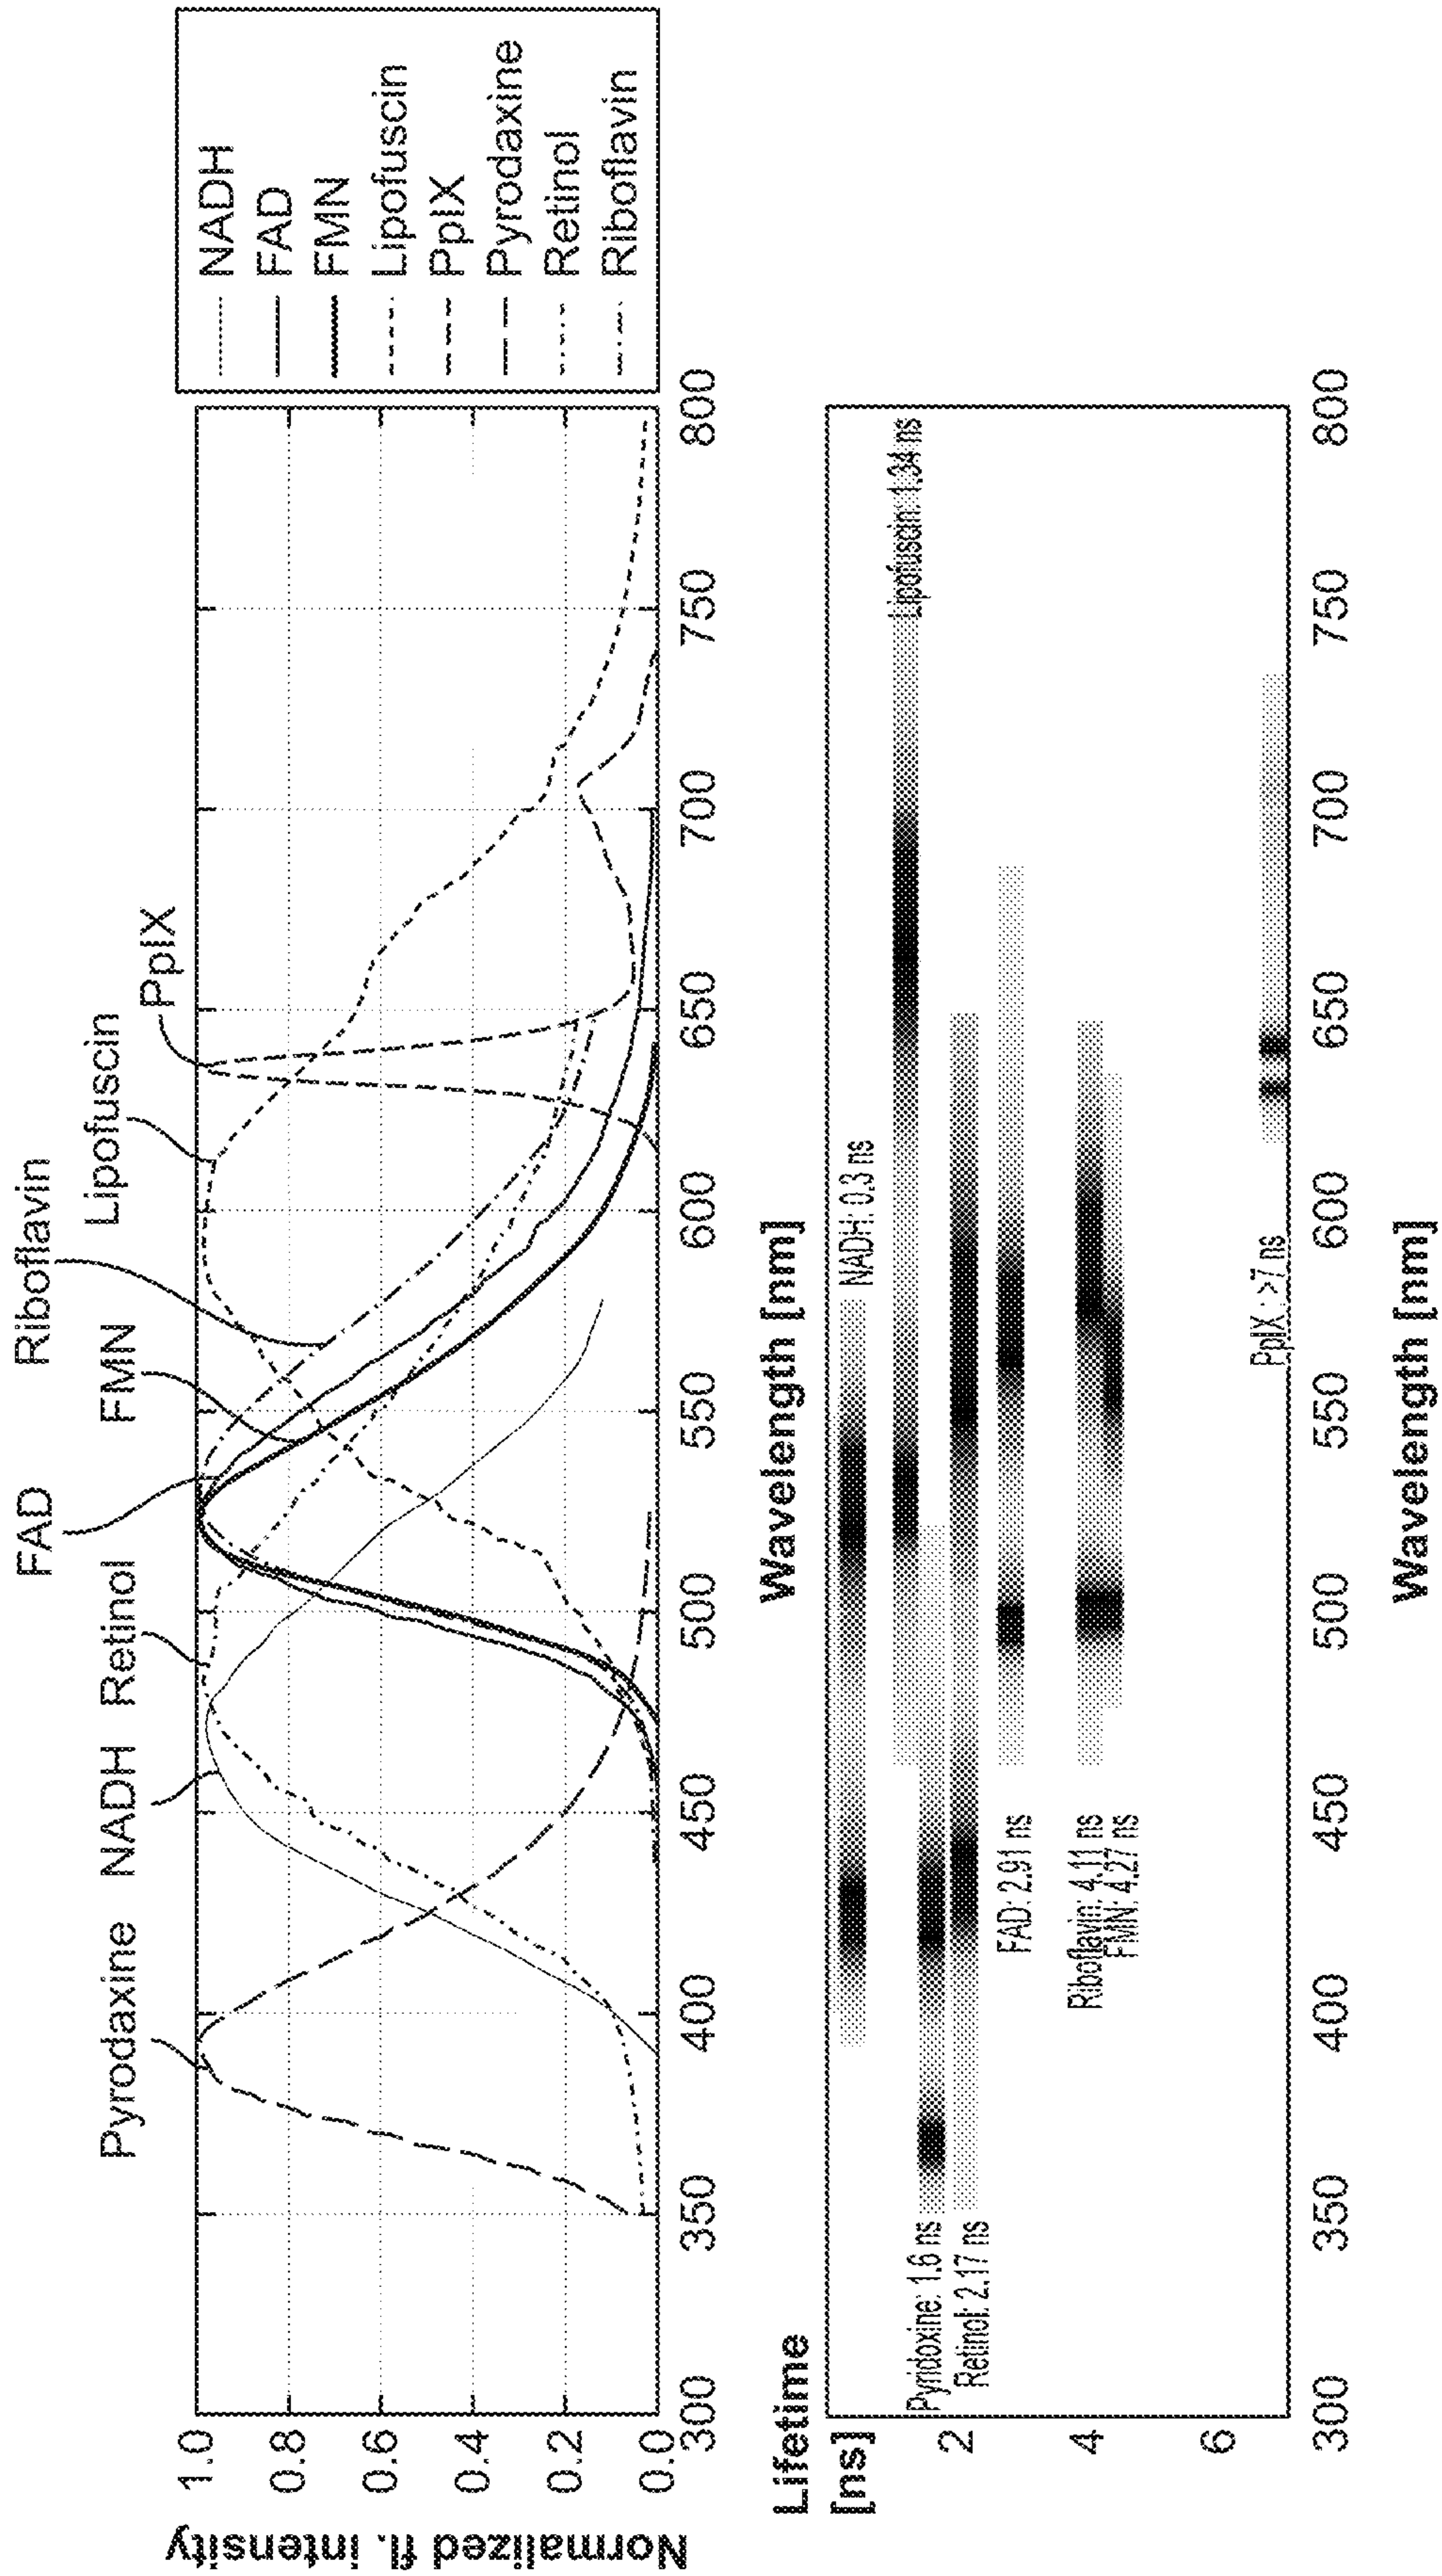 Normalized fl. intensity
1.0
0.8
0.6
0.4
0.2
0.0
Pyrodaxine
NADH
Retinol
FAD
FMN
Riboflavin
Lipofuscin
PpIX
300
350
400
450
500
550
600
650
700
750
800
Wavelength [nm]
NADH
FAD
FMN
Lipofuscin
PpIX
Pyrodaxine
Retinol
Riboflavin
Lifetime
[ns]
2
4
6
NADH: 0.3 ns
Lipofuscin: 1.34 ns
Pyridoxine: 1.6 ns
Retinol: 2.17 ns
FAD: 2.91 ns
Riboflavin: 4.11 ns
FMN: 4.27 ns
PpIX : >7 ns
300
350
400
450
500
550
600
650
700
750
800
Wavelength [nm]